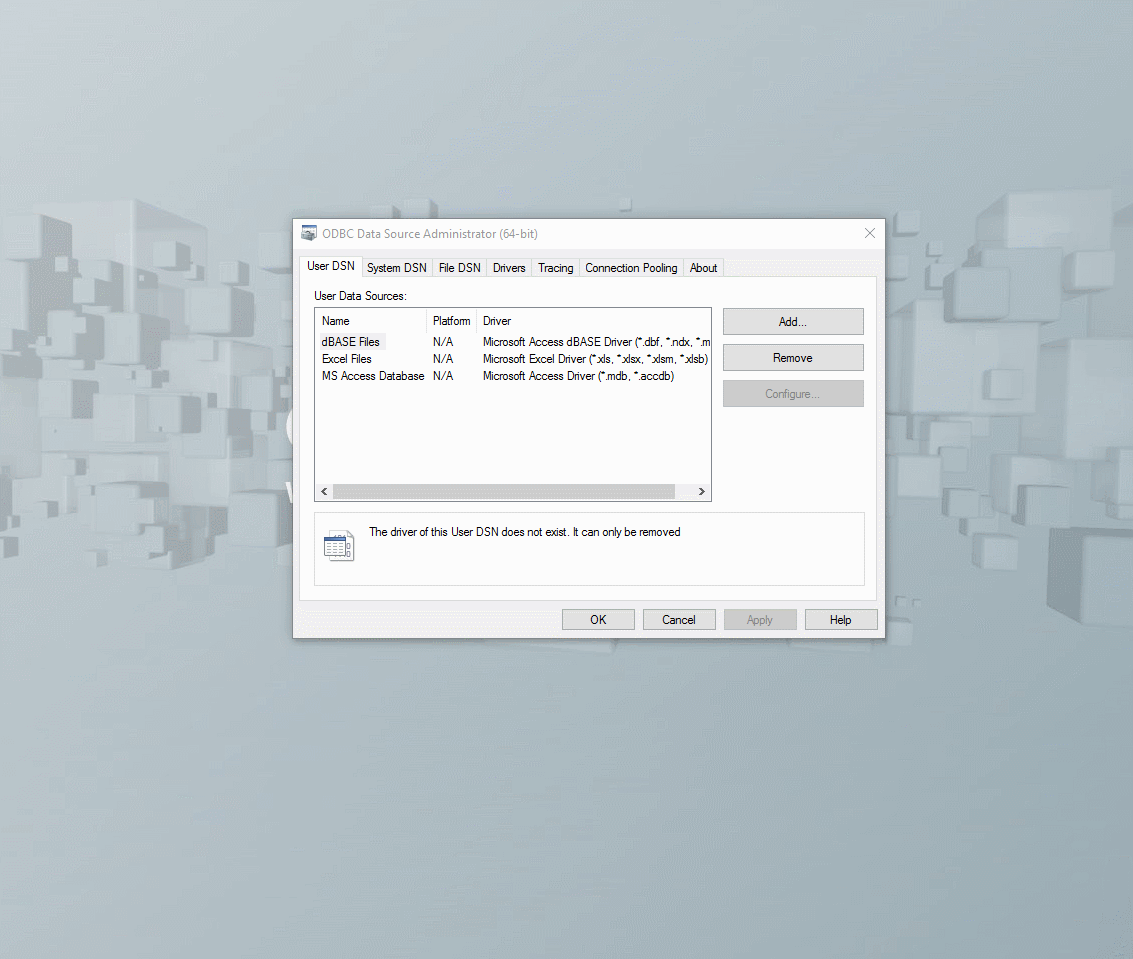 ODBC Data Source Administrator (64-bit)
User DSN System DSN File DSN Drivers Tracing Connection Pooling About
User Data Sources:
Name Platform Driver
dBASE Files N/A Microsoft Access dBASE Driver (*.dbf, *.ndx, *.m
Excel Files N/A Microsoft Excel Driver (*.xls, *.xlsx, *.xlsm, *.xlsb)
MS Access Database N/A Microsoft Access Driver (*.mdb, *.accdb)
Add...
Remove
Configure...
The driver of this User DSN does not exist. It can only be removed
OK Cancel Apply Help